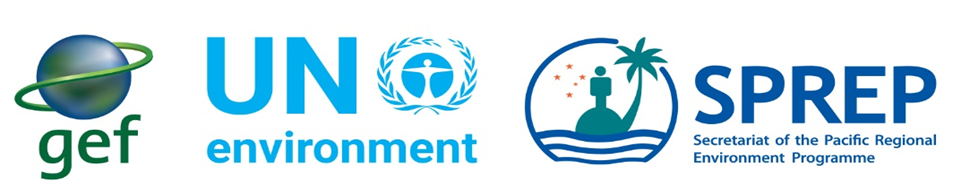 gef
UN
environment
SPREP
Secretariat of the Pacific Regional
Environment Programme